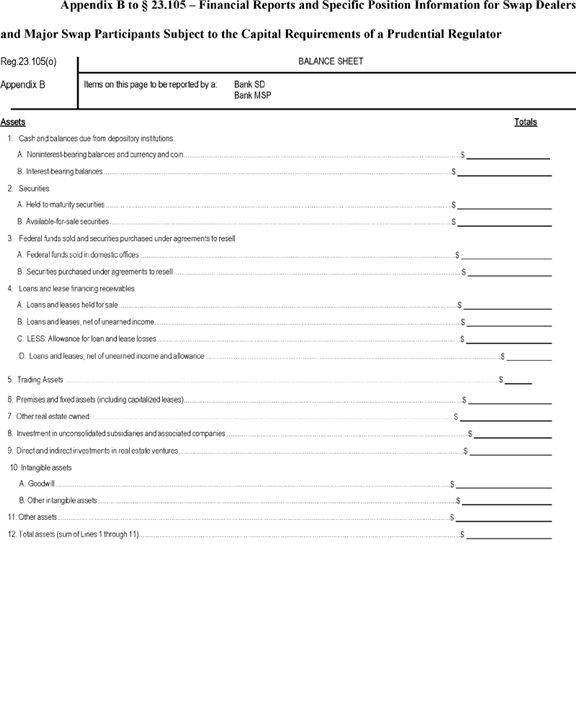 Appendix B to § 23.105 – Financial Reports and Specific Position Information for Swap Dealers
and Major Swap Participants Subject to the Capital Requirements of a Prudential Regulator
Reg.23.105(o) BALANCE SHEET
Appendix B Items on this page to be reported by a: Bank SD
Bank MSP
Assets Totals
1. Cash and balances due from depository institutions
A. Noninterest-bearing balances and currency and coin $
B. Interest-bearing balances $
2. Securities
A. Held-to-maturity securities $
B. Available-for-sale securities $
3. Federal funds sold and securities purchased under agreements to resell
A. Federal funds sold in domestic offices $
B. Securities purchased under agreements to resell $
4. Loans and lease financing receivables
A. Loans and leases held for sale $
B. Loans and leases, net of unearned income $
C. LESS: Allowance for loan and lease losses $
D. Loans and leases, net of unearned income and allowance $
5. Trading Assets $
6. Premises and fixed assets (including capitalized leases) $
7. Other real estate owned $
8. Investment in unconsolidated subsidiaries and associated companies $
9. Direct and indirect investments in real estate ventures $
10. Intangible assets
A. Goodwill $
B. Other intangible assets $
11. Other assets $
12. Total assets (sum of Lines 1 through 11) $